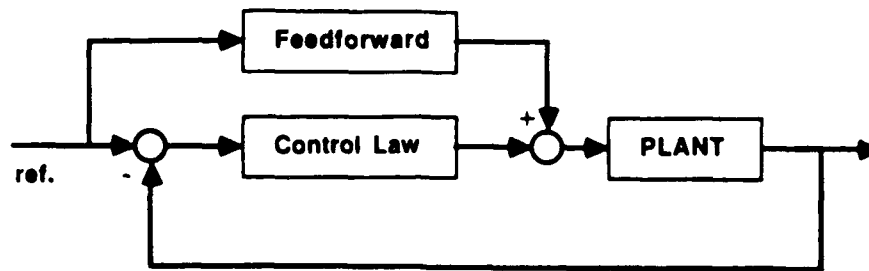 Feedforward
+
Control Law
PLANT
ref.
-